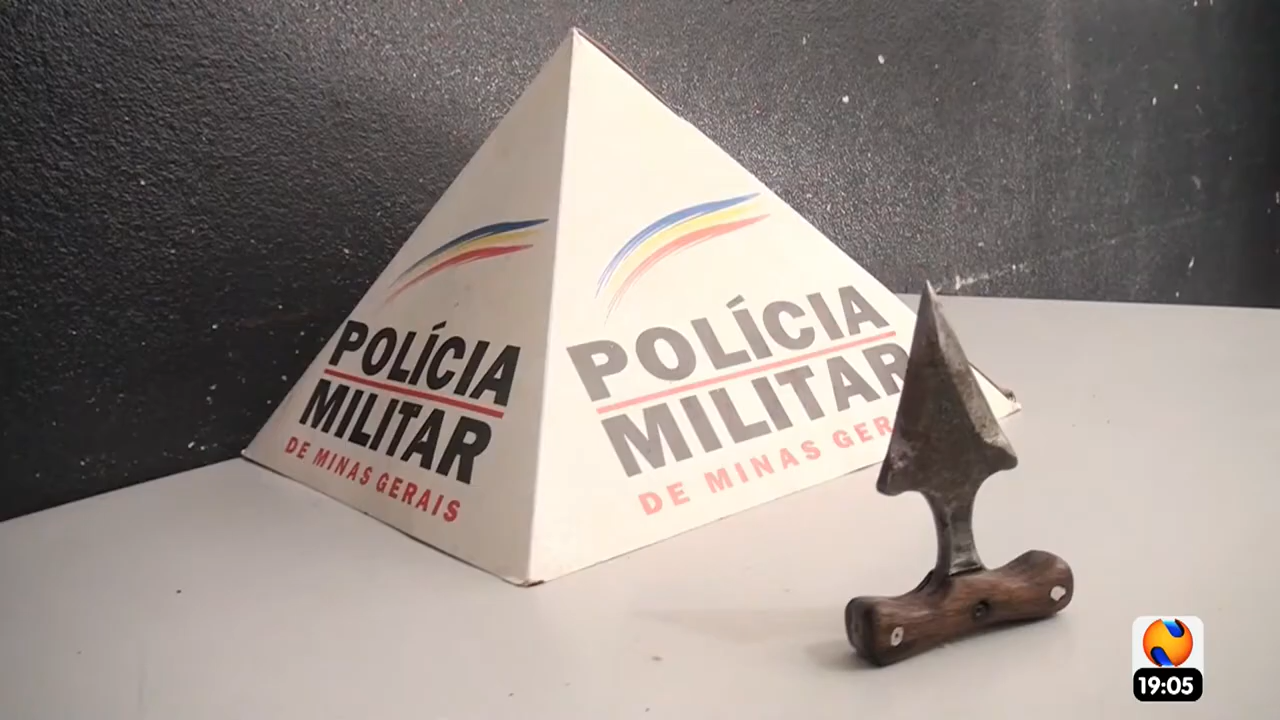 POLÍCIA
MILITAR
DE MINAS GERAIS
POLÍCIA
MILITAR
DE MINAS GER
19:05